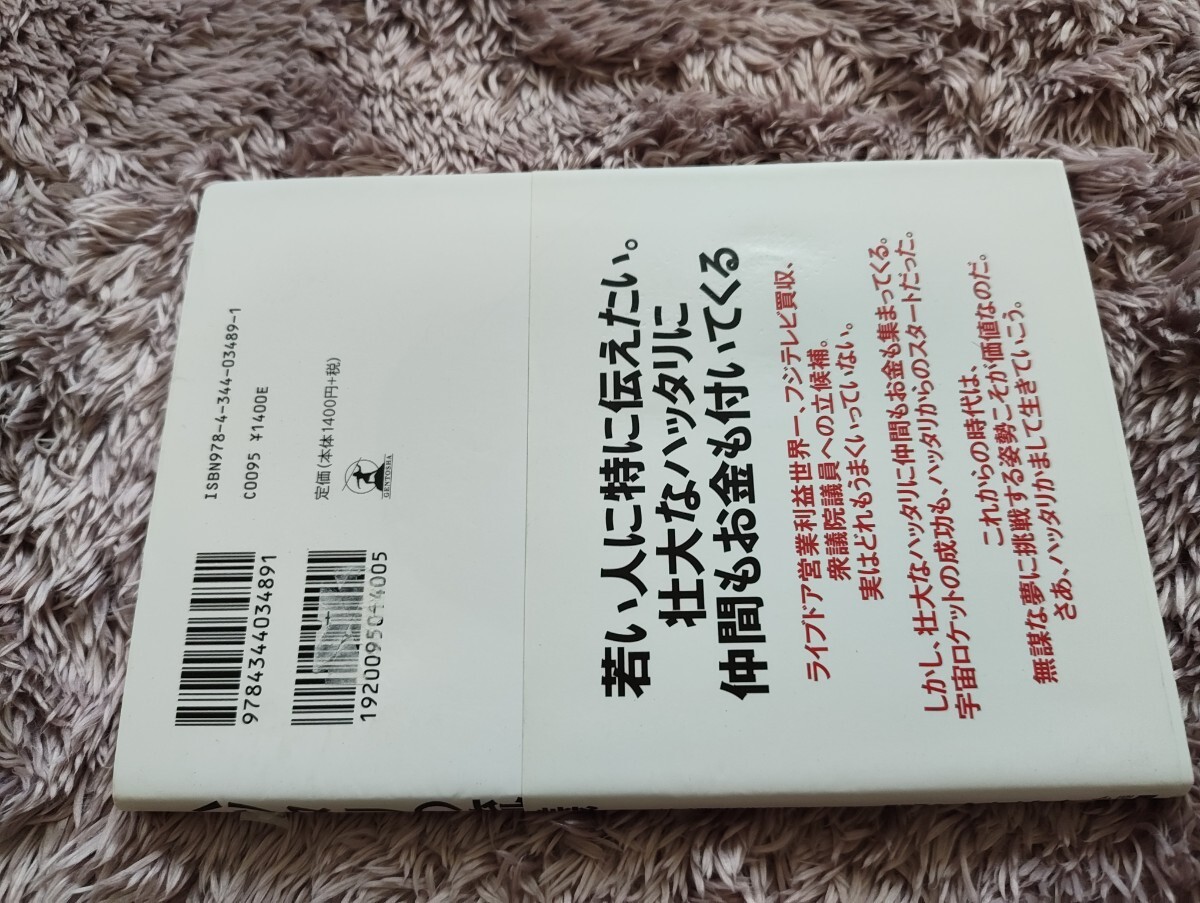 9784344034891
1920095014005
ISBN978-4-344-03489-1
C0095 ¥1400E
定価(本体1400円+税)
GENTOSHA
若い人に特に伝えたい。
壮大なハッタリに
仲間もお金も付いてくる
ライブドア営業利益世界一、フジテレビ買収、
衆議院議員への立候補。
実はどれもうまくいっていない。
しかし、壮大なハッタリに仲間もお金も集まってくる。
宇宙ロケットの成功も、ハッタリからのスタートだった。
これからの時代は、
無謀な夢に挑戦する姿勢こそが価値なのだ。
さあ、ハッタリかまして生きていこう。